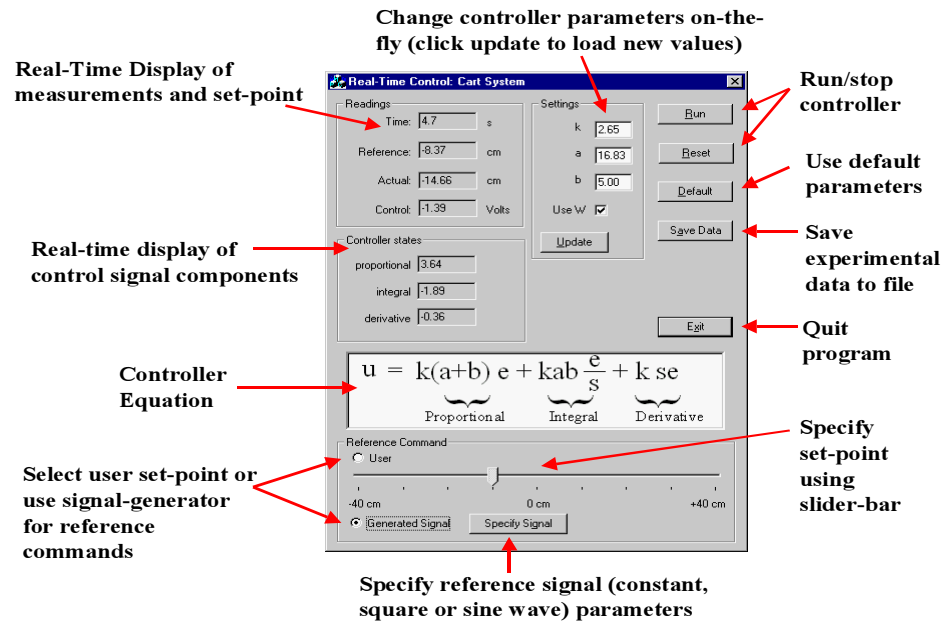 Change controller parameters on-the-
fly (click update to load new values)
Real-Time Display of
measurements and set-point
Real-Time Control: Cart System
Readings
Time: 4.7 s
Reference: -8.37 cm
Actual: -14.66 cm
Control: -1.39 Volts
Settings
k 2.65
a 16.83
b 5.00
Use W
Update
Run
Reset
Default
Save Data
Exit
Run/stop
controller
Use default
parameters
Save
experimental
data to file
Quit
program
Real-time display of
control signal components
Controller states
proportional 3.64
integral -1.89
derivative -0.36
Controller
Equation
u = k(a+b) e + kab e/s + k se
Proportional Integral Derivative
Specify
set-point
using
slider-bar
Select user set-point or
use signal-generator
for reference
commands
Reference Command
User
-40 cm 0 cm +40 cm
Generated Signal Specify Signal
Specify reference signal (constant,
square or sine wave) parameters